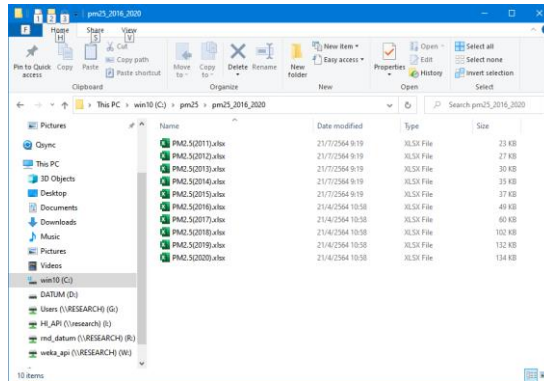 pm25_2016_2020
1 2 3
F Home Share View
H S V
Pin to Quick access
Copy
Paste
Cut
Copy path
Paste shortcut
Clipboard
Move to
Copy to
Delete
Rename
Organize
New folder
New item
Easy access
New
Properties
Open
Edit
History
Open
Select all
Select none
Invert selection
Select
This PC > win10 (C:) > pm25 > pm25_2016_2020
Search pm25_2016_2020
Pictures
Qsync
This PC
3D Objects
Desktop
Documents
Downloads
Music
Pictures
Videos
win10 (C:)
DATUM (D:)
Users (\\RESEARCH) (G:)
HI_API (\\research) (I:)
rnd_datum (\\RESEARCH) (R:)
weka_api (\\RESEARCH) (W:)
Name Date modified Type Size
PM2.5(2011).xlsx 21/7/2564 9:19 XLSX File 23 KB
PM2.5(2012).xlsx 21/7/2564 9:19 XLSX File 27 KB
PM2.5(2013).xlsx 21/7/2564 9:19 XLSX File 30 KB
PM2.5(2014).xlsx 21/7/2564 9:19 XLSX File 35 KB
PM2.5(2015).xlsx 21/7/2564 9:19 XLSX File 37 KB
PM2.5(2016).xlsx 21/4/2564 10:58 XLSX File 49 KB
PM2.5(2017).xlsx 21/4/2564 10:58 XLSX File 60 KB
PM2.5(2018).xlsx 21/4/2564 10:58 XLSX File 102 KB
PM2.5(2019).xlsx 21/4/2564 10:58 XLSX File 132 KB
PM2.5(2020).xlsx 21/4/2564 10:58 XLSX File 134 KB
10 items